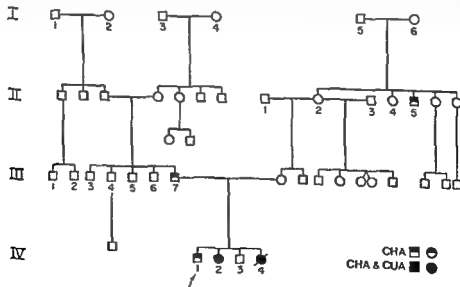 I
1 2 3 4 5 6
II
1 2 3 4 5
III
1 2 3 4 5 6 7
IV
1 2 3 4
CHA
CHA & CUA